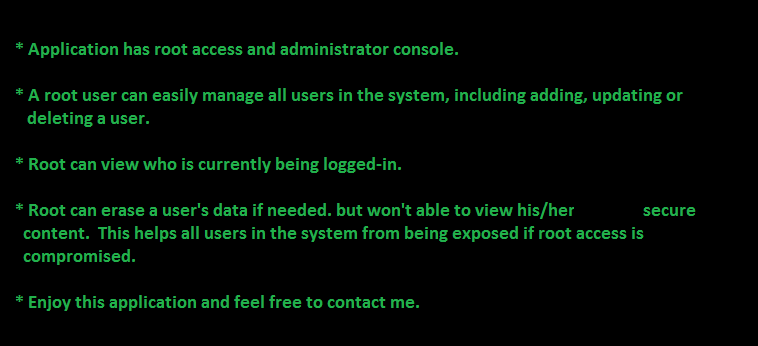 * Application has root access and administrator console.
* A root user can easily manage all users in the system, including adding, updating or
deleting a user.
* Root can view who is currently being logged-in.
* Root can erase a user's data if needed. but won't able to view his/her secure
content. This helps all users in the system from being exposed if root access is
compromised.
* Enjoy this application and feel free to contact me.